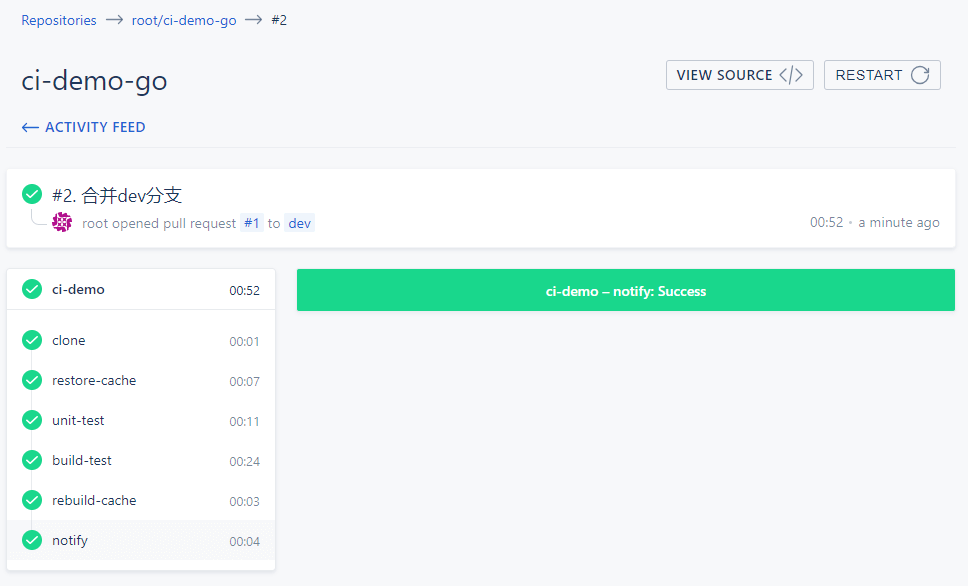 Repositories → root/ci-demo-go → #2
ci-demo-go
VIEW SOURCE </> RESTART
← ACTIVITY FEED
#2. 合并dev分支
root opened pull request #1 to dev 00:52 · a minute ago
ci-demo 00:52
ci-demo – notify: Success
clone 00:01
restore-cache 00:07
unit-test 00:11
build-test 00:24
rebuild-cache 00:03
notify 00:04